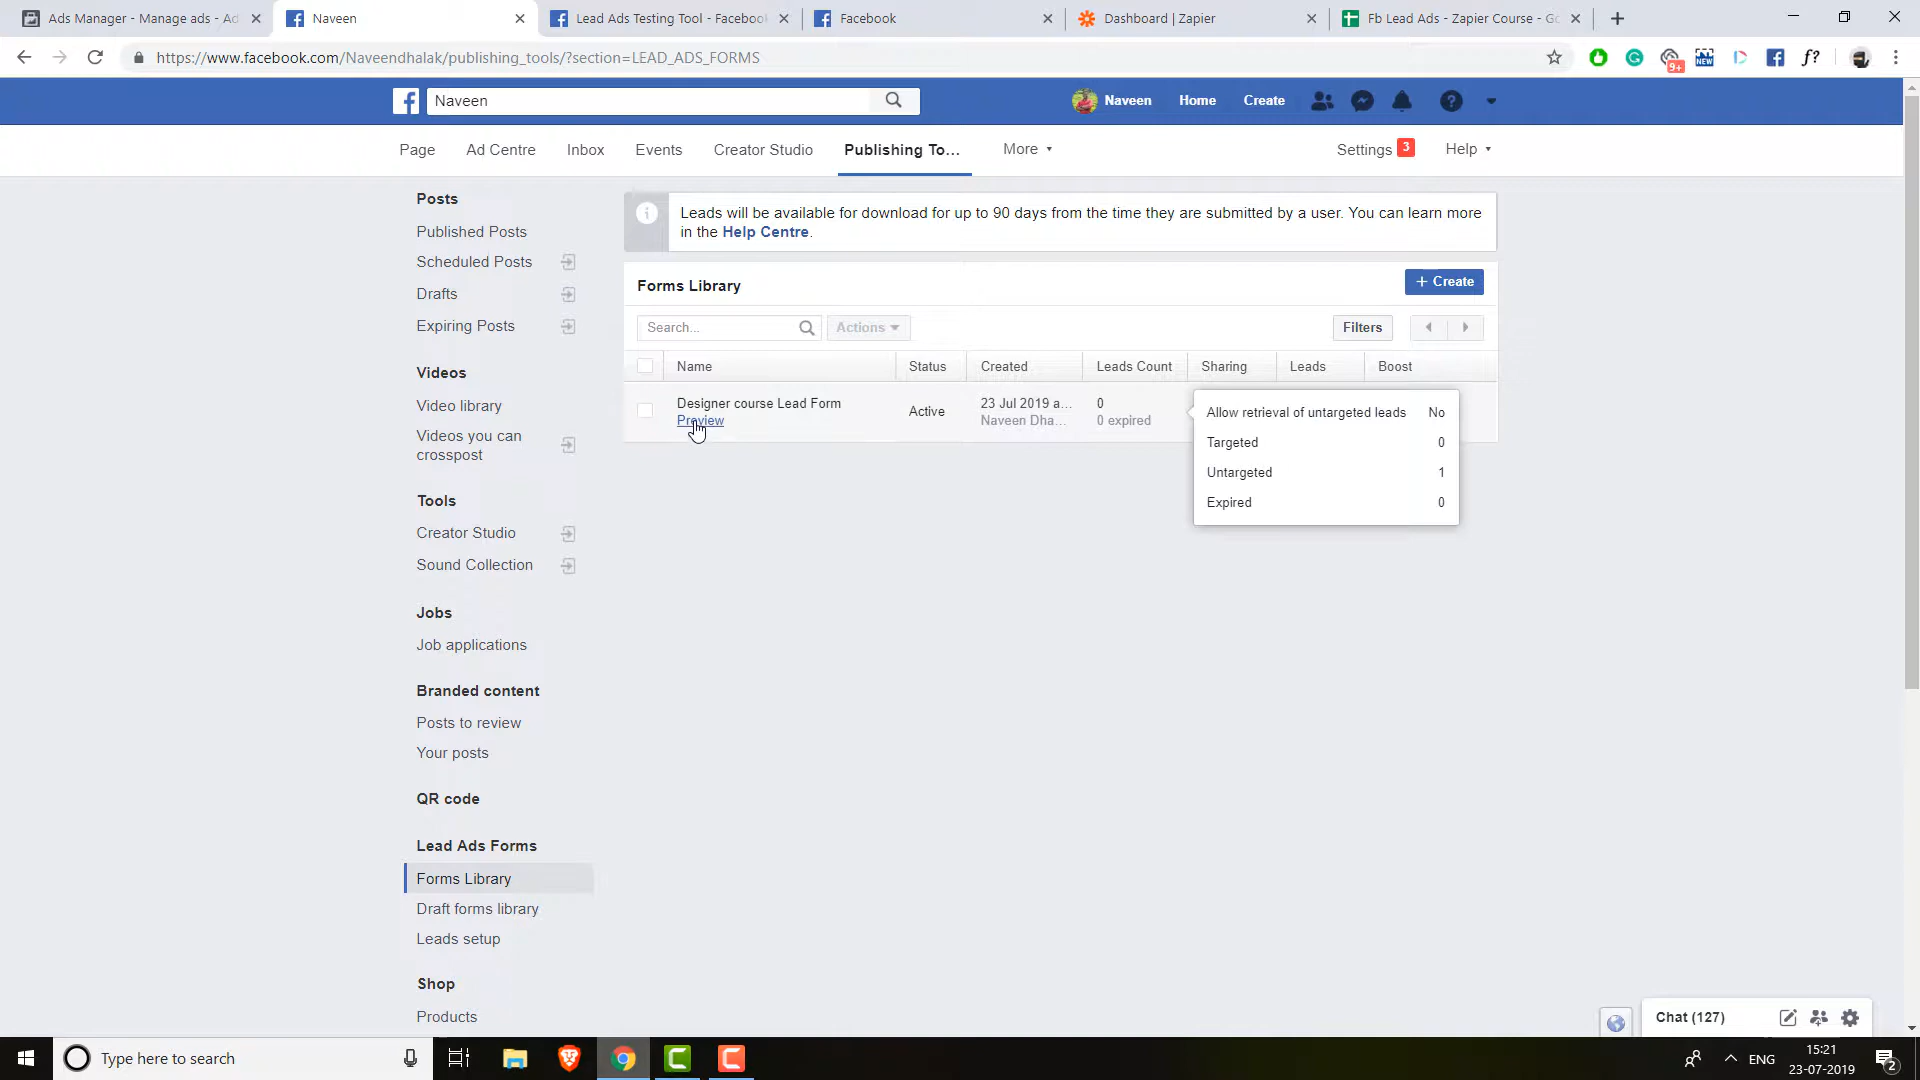 Ads Manager - Manage ads - Ad
Naveen
Lead Ads Testing Tool - Facebook
Facebook
Dashboard | Zapier
Fb Lead Ads - Zapier Course - Go
https://www.facebook.com/Naveendhalak/publishing_tools/?section=LEAD_ADS_FORMS
9+
NEW
f?
Naveen
Naveen
Home
Create
Page
Ad Centre
Inbox
Events
Creator Studio
Publishing To...
More
Settings 3
Help
Posts
Published Posts
Scheduled Posts
Drafts
Expiring Posts
Videos
Video library
Videos you can
crosspost
Tools
Creator Studio
Sound Collection
Jobs
Job applications
Branded content
Posts to review
Your posts
QR code
Lead Ads Forms
Forms Library
Draft forms library
Leads setup
Shop
Products
Leads will be available for download for up to 90 days from the time they are submitted by a user. You can learn more
in the Help Centre.
Forms Library
+ Create
Search...
Actions
Filters
Name
Status
Created
Leads Count
Sharing
Leads
Boost
Designer course Lead Form
Preview
Active
23 Jul 2019 a...
Naveen Dha...
0
0 expired
Allow retrieval of untargeted leads No
Targeted 0
Untargeted 1
Expired 0
Chat (127)
Type here to search
ENG
15:21
23-07-2019
2